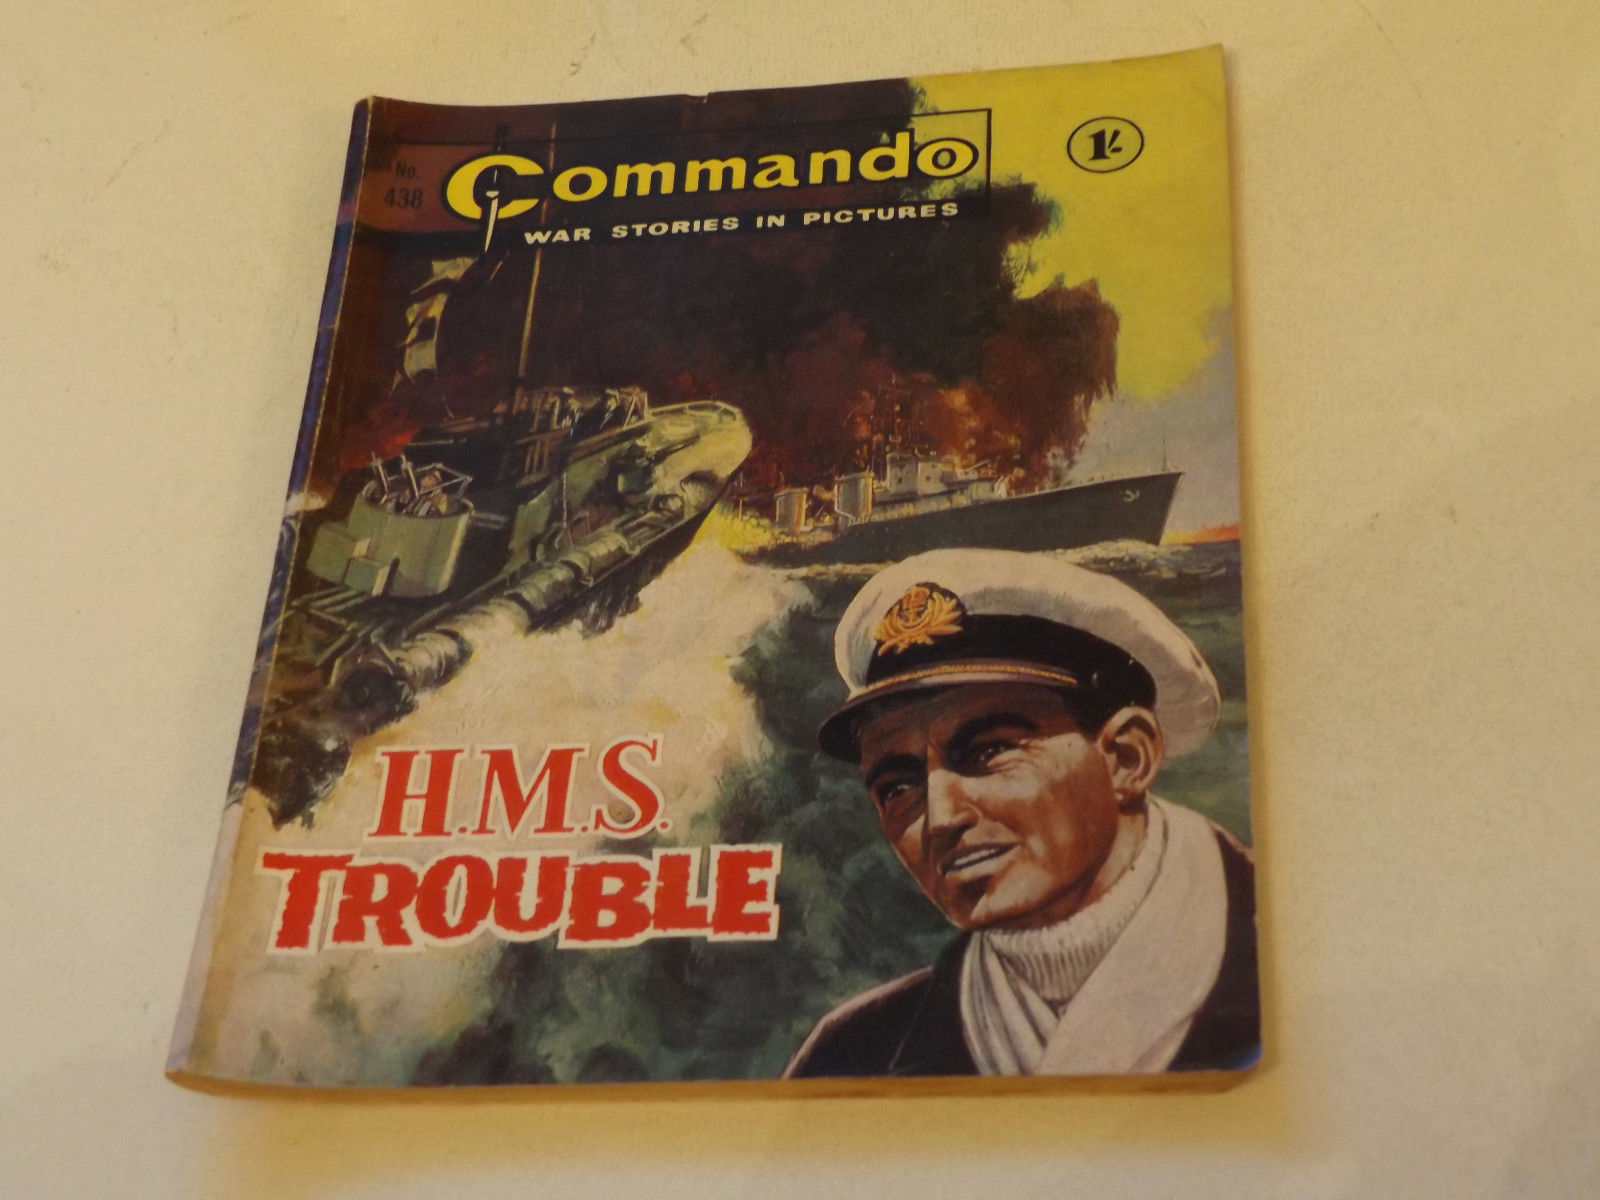 No.
438
Commando
1/-
WAR STORIES IN PICTURES
H.M.S.
TROUBLE